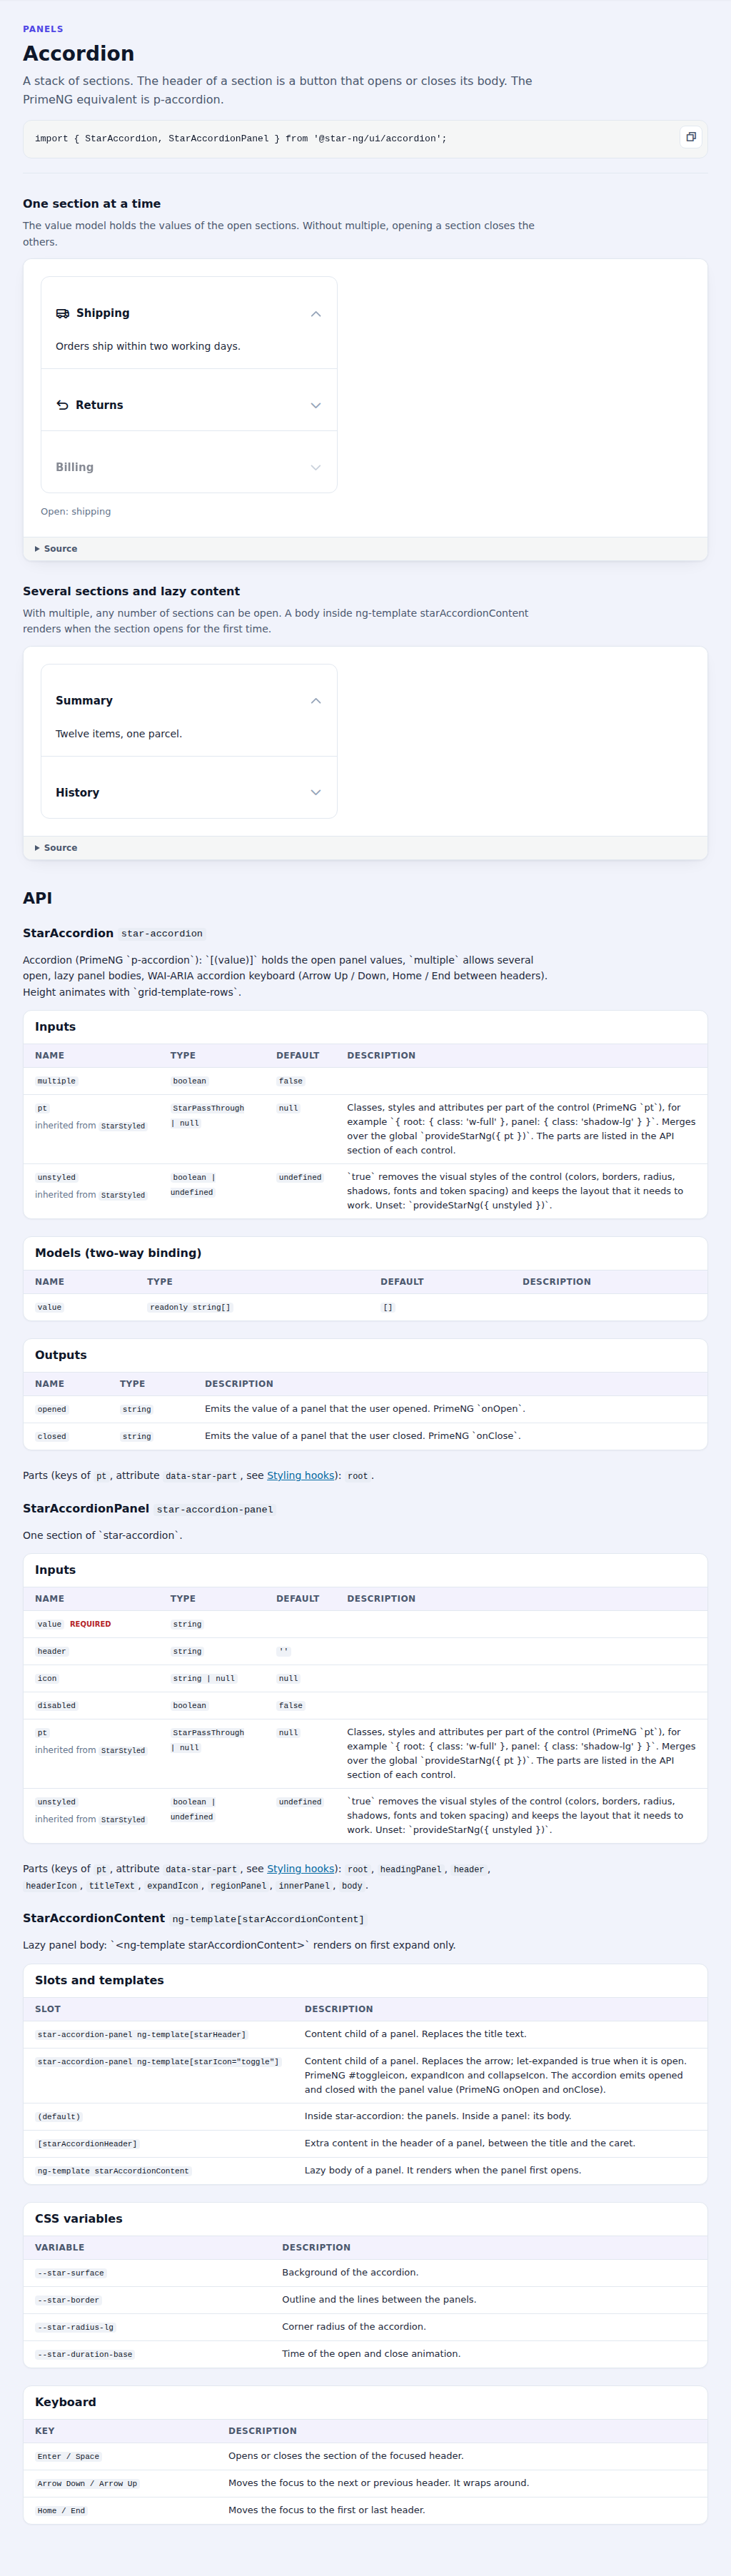 PANELS
Accordion
A stack of sections. The header of a section is a button that opens or closes its body. The
PrimeNG equivalent is p-accordion.
import { StarAccordion, StarAccordionPanel } from '@star-ng/ui/accordion';
One section at a time
The value model holds the values of the open sections. Without multiple, opening a section closes the
others.
Shipping
Orders ship within two working days.
Returns
Billing
Open: shipping
Source
Several sections and lazy content
With multiple, any number of sections can be open. A body inside ng-template starAccordionContent
renders when the section opens for the first time.
Summary
Twelve items, one parcel.
History
Source
API
StarAccordion star-accordion
Accordion (PrimeNG `p-accordion`): `[(value)]` holds the open panel values, `multiple` allows several
open, lazy panel bodies, WAI-ARIA accordion keyboard (Arrow Up / Down, Home / End between headers).
Height animates with `grid-template-rows`.
Inputs
NAME TYPE DEFAULT DESCRIPTION
multiple boolean false
pt StarPassThrough null Classes, styles and attributes per part of the control (PrimeNG `pt`), for
inherited from StarStyled | null example `{ root: { class: 'w-full' }, panel: { class: 'shadow-lg' } }`. Merges
over the global `provideStarNg({ pt })`. The parts are listed in the API
section of each control.
unstyled boolean | undefined `true` removes the visual styles of the control (colors, borders, radius,
inherited from StarStyled undefined shadows, fonts and token spacing) and keeps the layout that it needs to
work. Unset: `provideStarNg({ unstyled })`.
Models (two-way binding)
NAME TYPE DEFAULT DESCRIPTION
value readonly string[] []
Outputs
NAME TYPE DESCRIPTION
opened string Emits the value of a panel that the user opened. PrimeNG `onOpen`.
closed string Emits the value of a panel that the user closed. PrimeNG `onClose`.
Parts (keys of pt, attribute data-star-part, see Styling hooks): root.
StarAccordionPanel star-accordion-panel
One section of `star-accordion`.
Inputs
NAME TYPE DEFAULT DESCRIPTION
value REQUIRED string
header string ''
icon string | null null
disabled boolean false
pt StarPassThrough null Classes, styles and attributes per part of the control (PrimeNG `pt`), for
inherited from StarStyled | null example `{ root: { class: 'w-full' }, panel: { class: 'shadow-lg' } }`. Merges
over the global `provideStarNg({ pt })`. The parts are listed in the API
section of each control.
unstyled boolean | undefined `true` removes the visual styles of the control (colors, borders, radius,
inherited from StarStyled undefined shadows, fonts and token spacing) and keeps the layout that it needs to
work. Unset: `provideStarNg({ unstyled })`.
Parts (keys of pt, attribute data-star-part, see Styling hooks): root, headingPanel, header,
headerIcon, titleText, expandIcon, regionPanel, innerPanel, body.
StarAccordionContent ng-template[starAccordionContent]
Lazy panel body: `<ng-template starAccordionContent>` renders on first expand only.
Slots and templates
SLOT DESCRIPTION
star-accordion-panel ng-template[starHeader] Content child of a panel. Replaces the title text.
star-accordion-panel ng-template[starIcon="toggle"] Content child of a panel. Replaces the arrow; let-expanded is true when it is open.
PrimeNG #toggleicon, expandIcon and collapseIcon. The accordion emits opened
and closed with the panel value (PrimeNG onOpen and onClose).
(default) Inside star-accordion: the panels. Inside a panel: its body.
[starAccordionHeader] Extra content in the header of a panel, between the title and the caret.
ng-template starAccordionContent Lazy body of a panel. It renders when the panel first opens.
CSS variables
VARIABLE DESCRIPTION
--star-surface Background of the accordion.
--star-border Outline and the lines between the panels.
--star-radius-lg Corner radius of the accordion.
--star-duration-base Time of the open and close animation.
Keyboard
KEY DESCRIPTION
Enter / Space Opens or closes the section of the focused header.
Arrow Down / Arrow Up Moves the focus to the next or previous header. It wraps around.
Home / End Moves the focus to the first or last header.